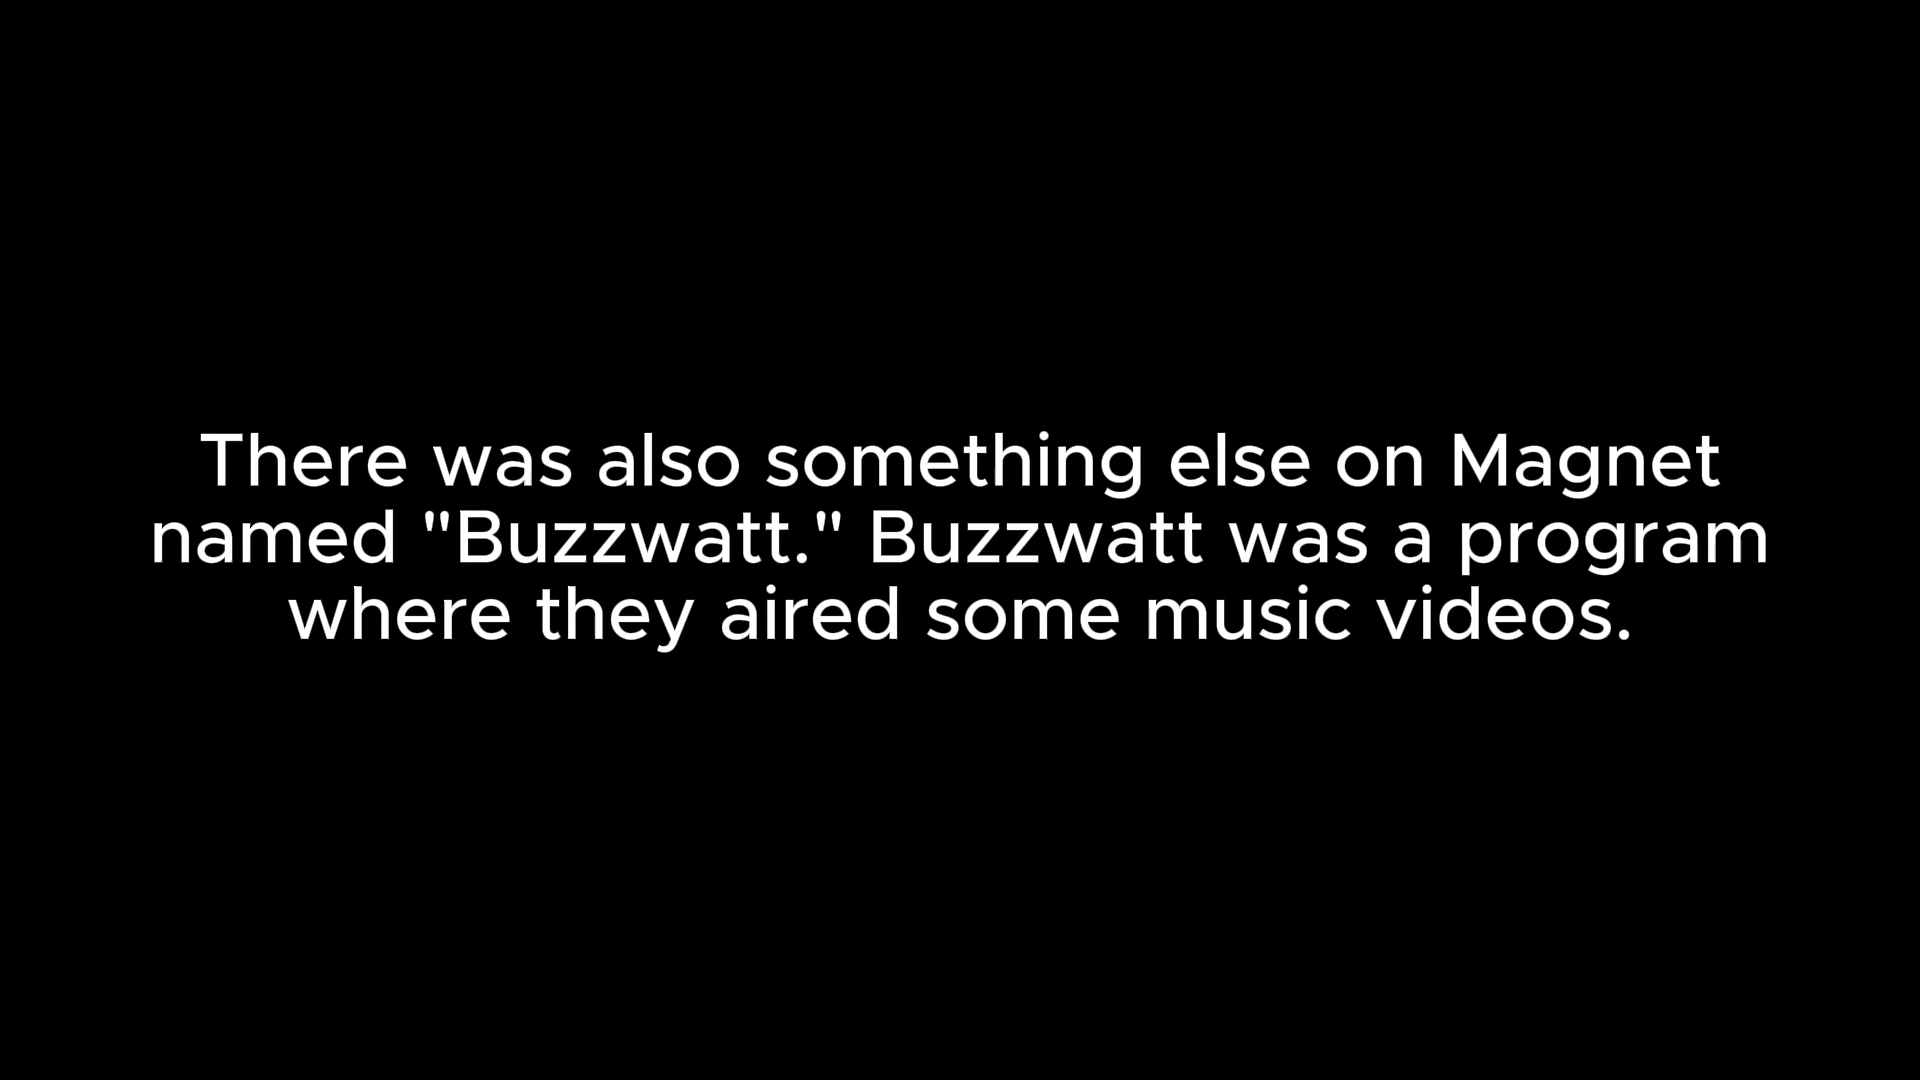 There was also something else on Magnet
named "Buzzwatt." Buzzwatt was a program
where they aired some music videos.